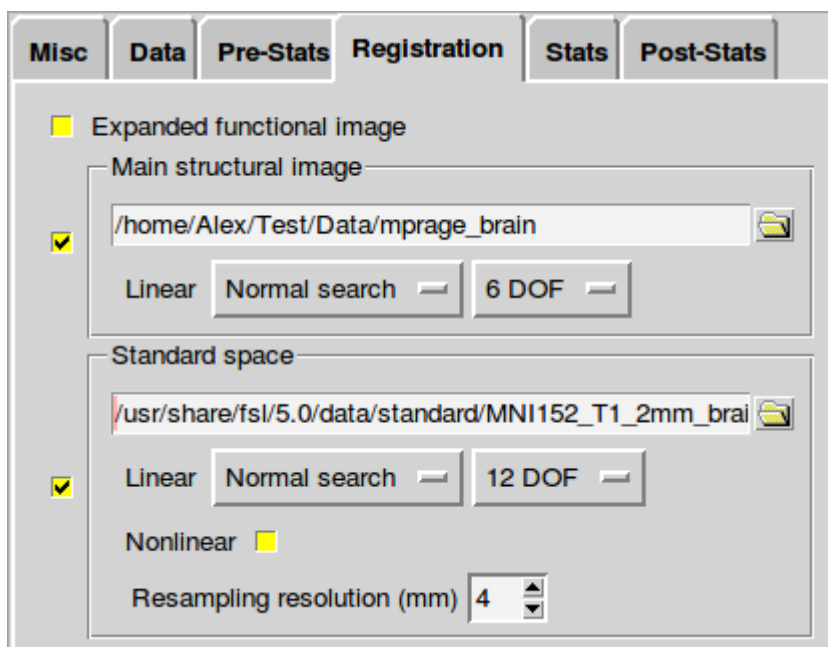 Misc Data Pre-Stats Registration Stats Post-Stats
Expanded functional image
Main structural image
/home/Alex/Test/Data/mprage_brain
Linear Normal search 6 DOF
Standard space
/usr/share/fsl/5.0/data/standard/MNI152_T1_2mm_brai
Linear Normal search 12 DOF
Nonlinear
Resampling resolution (mm) 4